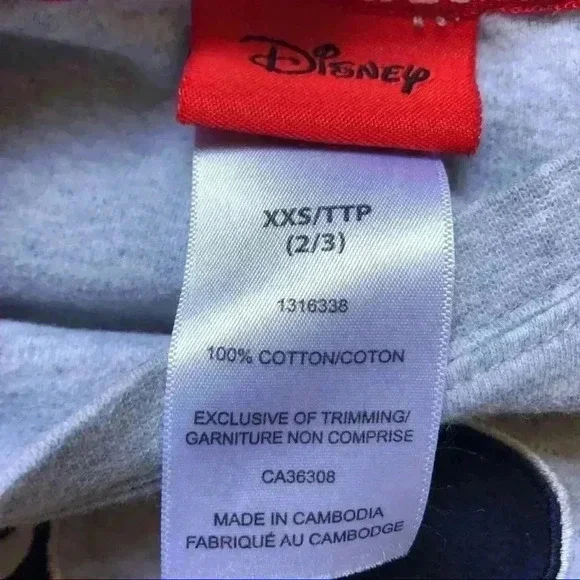 Disney
XXS/TTP
(2/3)
1316338
100% COTTON/COTON
EXCLUSIVE OF TRIMMING/
GARNITURE NON COMPRISE
CA36308
MADE IN CAMBODIA
FABRIQUÉ AU CAMBODGE